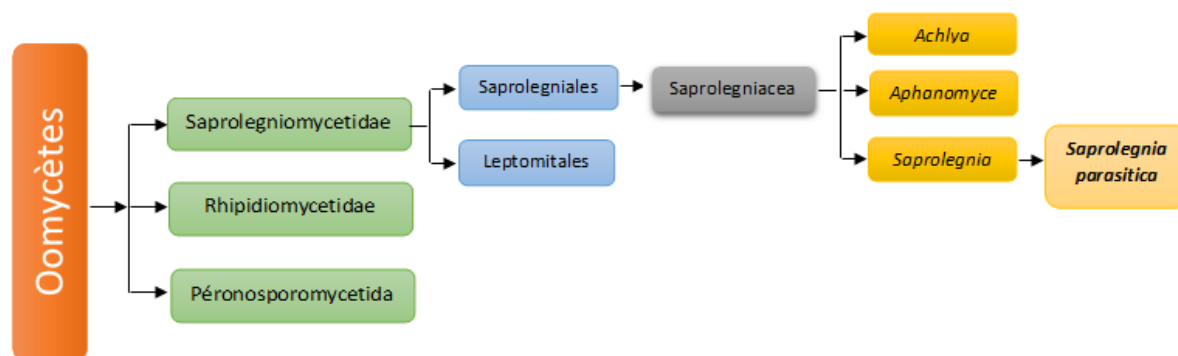 Oomycètes
Saprolegniomycetidae
Rhipidiomycetidae
Péronosporomycetida
Saprolegniales
Leptomitales
Saprolegniacea
Achlya
Aphanomyce
Saprolegnia
Saprolegnia
parasitica